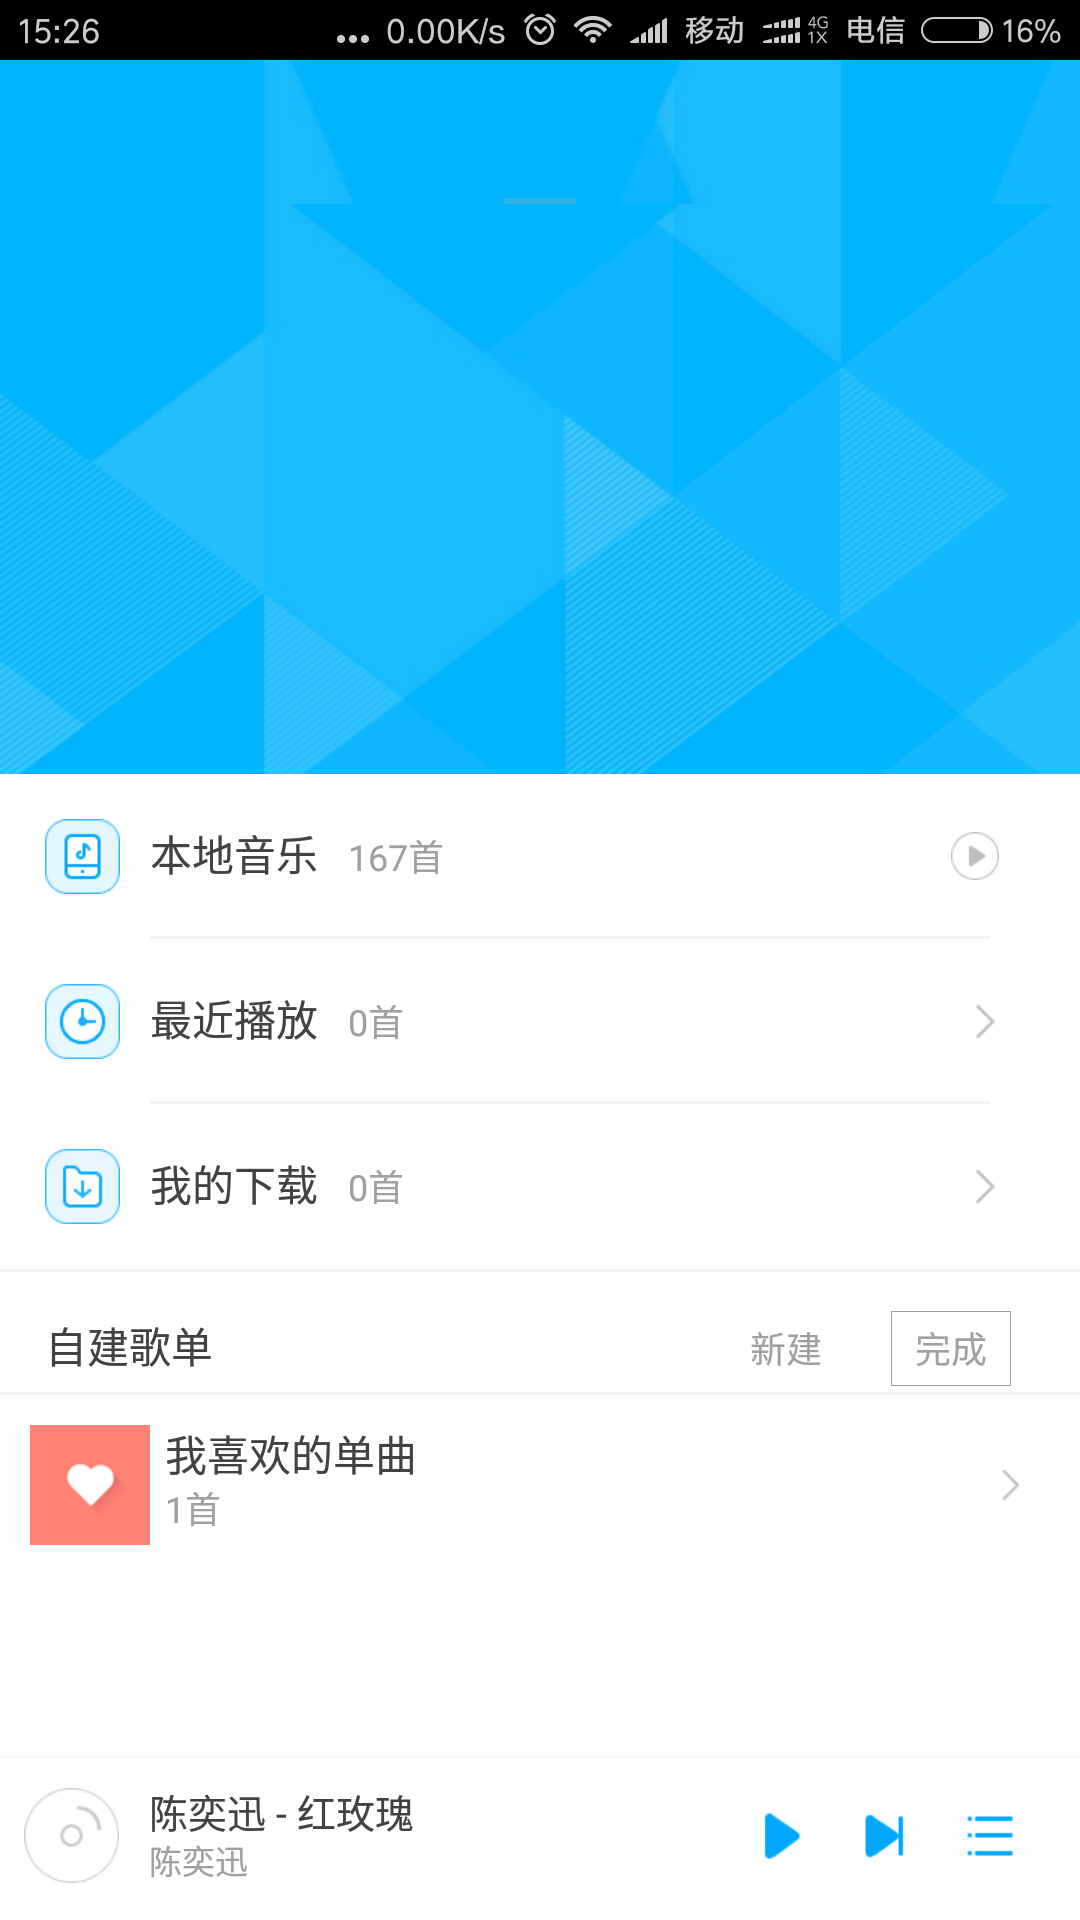 15:26 ... 0.00K/s 移动 4G 1X 电信 16%
本地音乐 167首
最近播放 0首
我的下载 0首
自建歌单 新建 完成
我喜欢的单曲
1首
陈奕迅 - 红玫瑰
陈奕迅